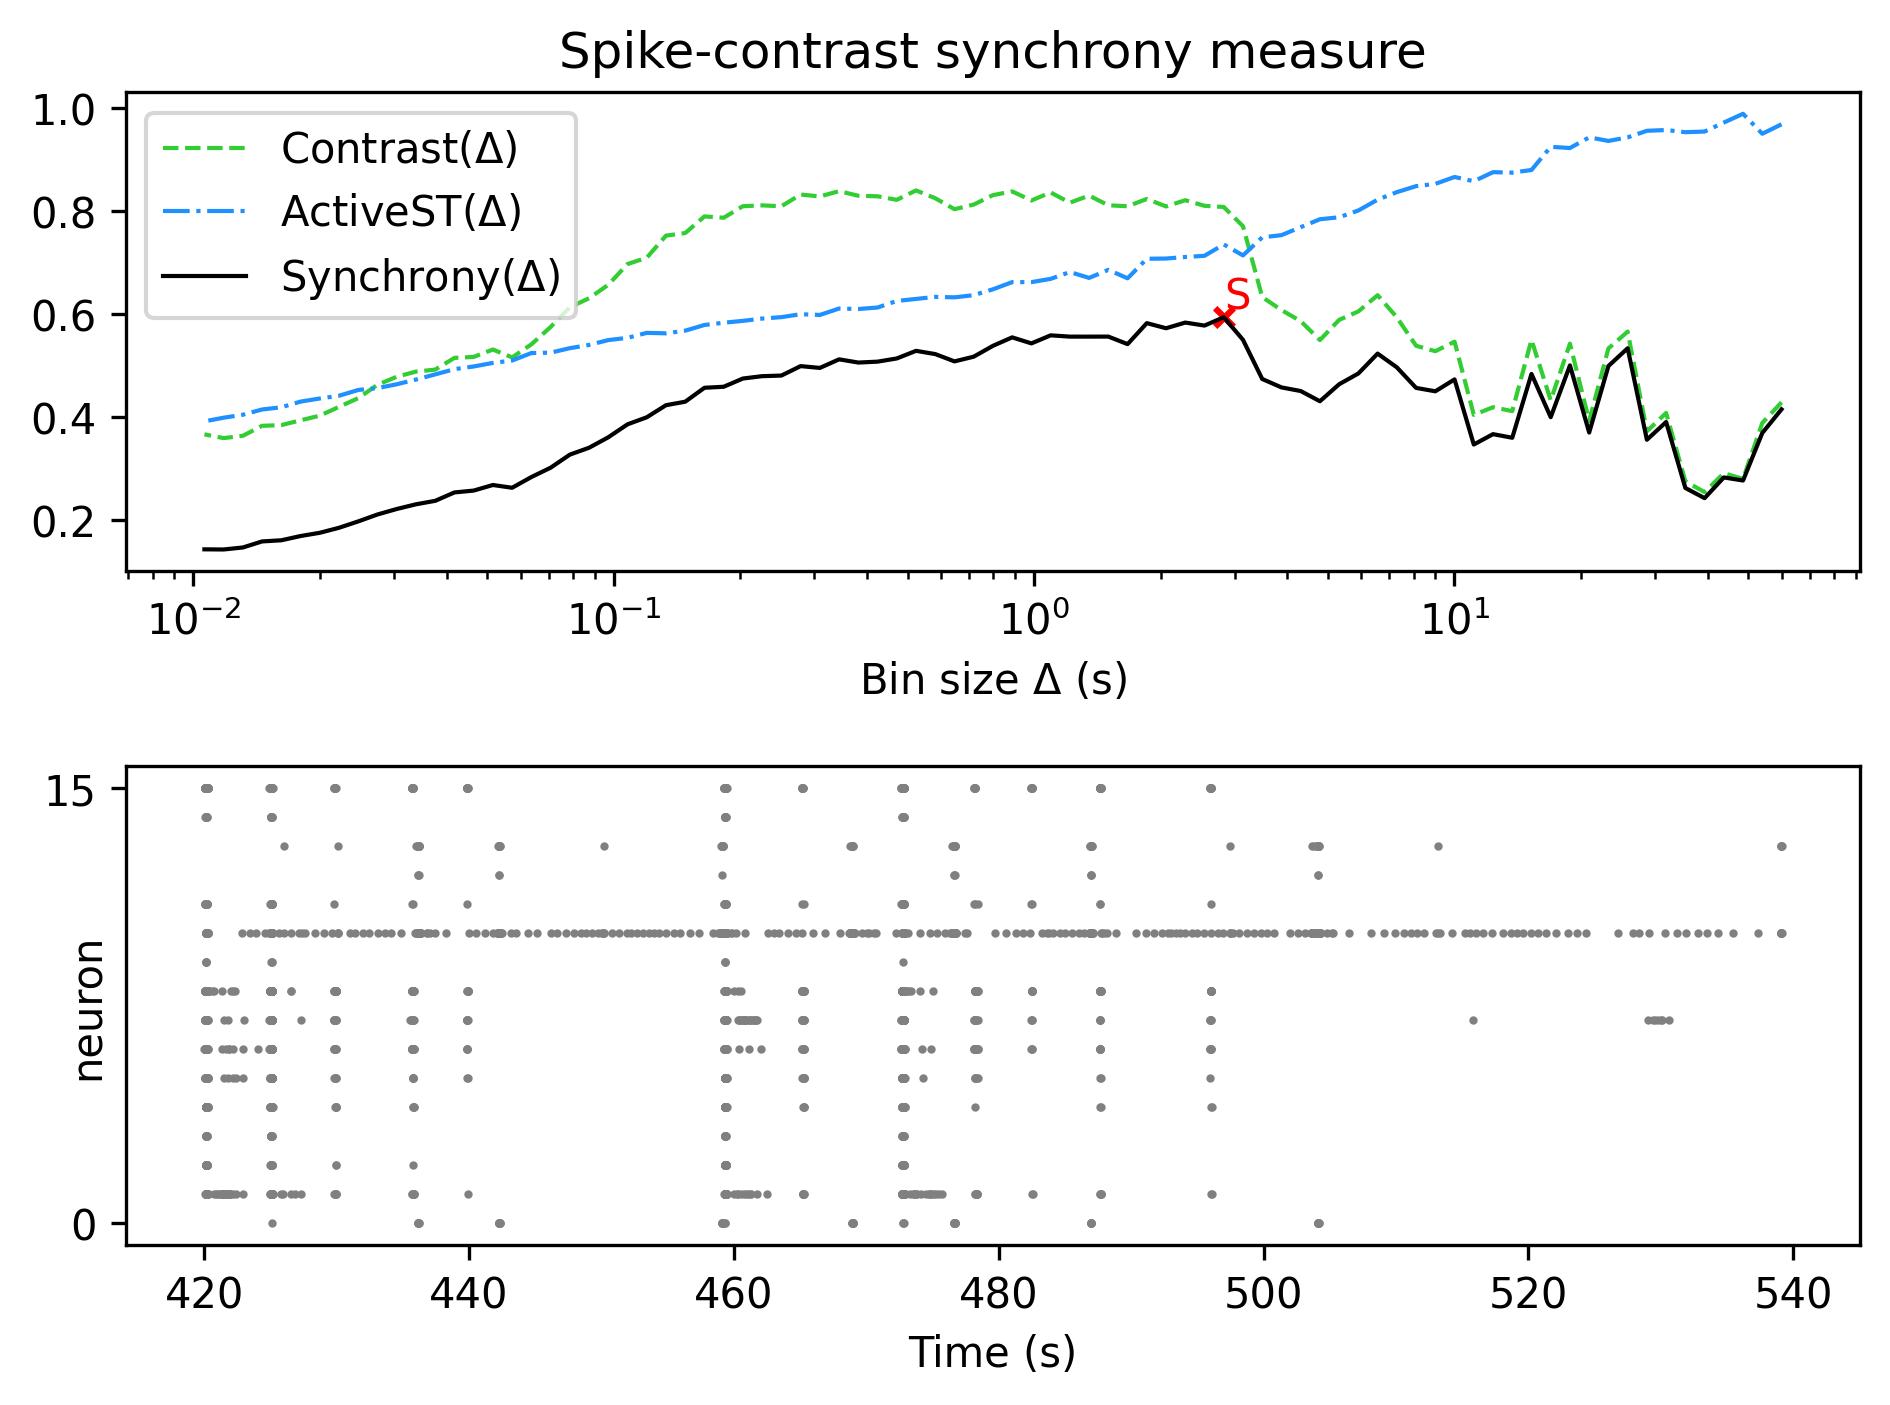 Spike-contrast synchrony measure
1.0
0.8
0.6
0.4
0.2
Contrast(Δ)
ActiveST(Δ)
Synchrony(Δ)
S
10⁻² 10⁻¹ 10⁰ 10¹
Bin size Δ (s)
15
0
neuron
420 440 460 480 500 520 540
Time (s)